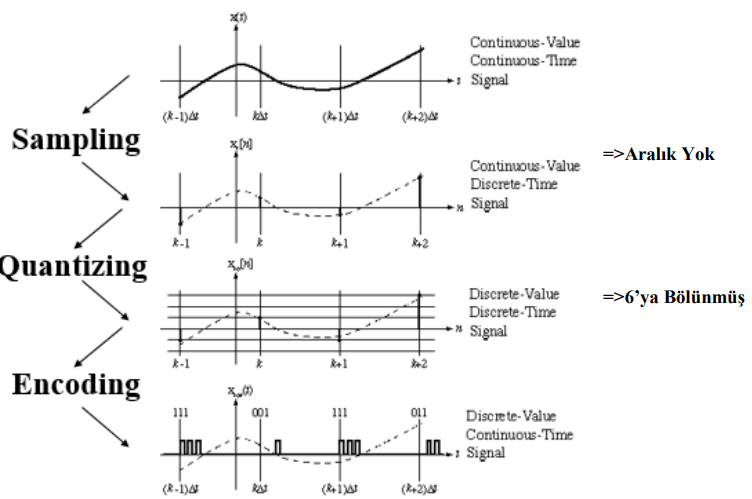 x(t)
Continuous-Value
Continuous-Time
Signal
t
(k-1)Δt kΔt (k+1)Δt (k+2)Δt
Sampling
=>Aralık Yok
xₛ[n]
Continuous-Value
Discrete-Time
Signal
n
k-1 k k+1 k+2
Quantizing
=>6’ya Bölünmüş
[n]
Discrete-Value
Discrete-Time
Signal
n
k-1 k k+1 k+2
Encoding
(t)
111 001 111 011
Discrete-Value
Continuous-Time
Signal
t
(k-1)Δt kΔt (k+1)Δt (k+2)Δt